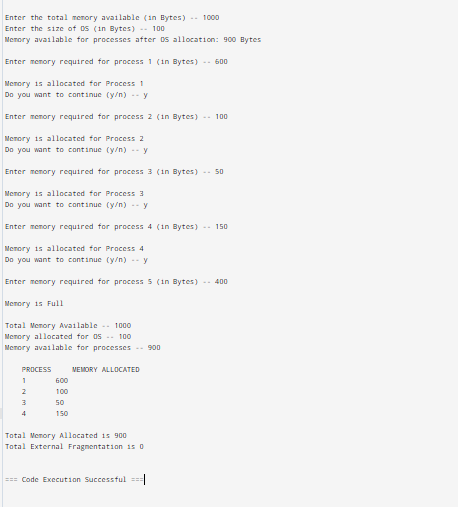 Enter the total memory available (in Bytes) -- 1000
Enter the size of OS (in Bytes) -- 100
Memory available for processes after OS allocation: 900 Bytes
Enter memory required for process 1 (in Bytes) -- 600
Memory is allocated for Process 1
Do you want to continue (y/n) -- y
Enter memory required for process 2 (in Bytes) -- 100
Memory is allocated for Process 2
Do you want to continue (y/n) -- y
Enter memory required for process 3 (in Bytes) -- 50
Memory is allocated for Process 3
Do you want to continue (y/n) -- y
Enter memory required for process 4 (in Bytes) -- 150
Memory is allocated for Process 4
Do you want to continue (y/n) -- y
Enter memory required for process 5 (in Bytes) -- 400
Memory is Full
Total Memory Available -- 1000
Memory allocated for OS -- 100
Memory available for processes -- 900
PROCESS MEMORY ALLOCATED
1 600
2 100
3 50
4 150
Total Memory Allocated is 900
Total External Fragmentation is 0
=== Code Execution Successful ===